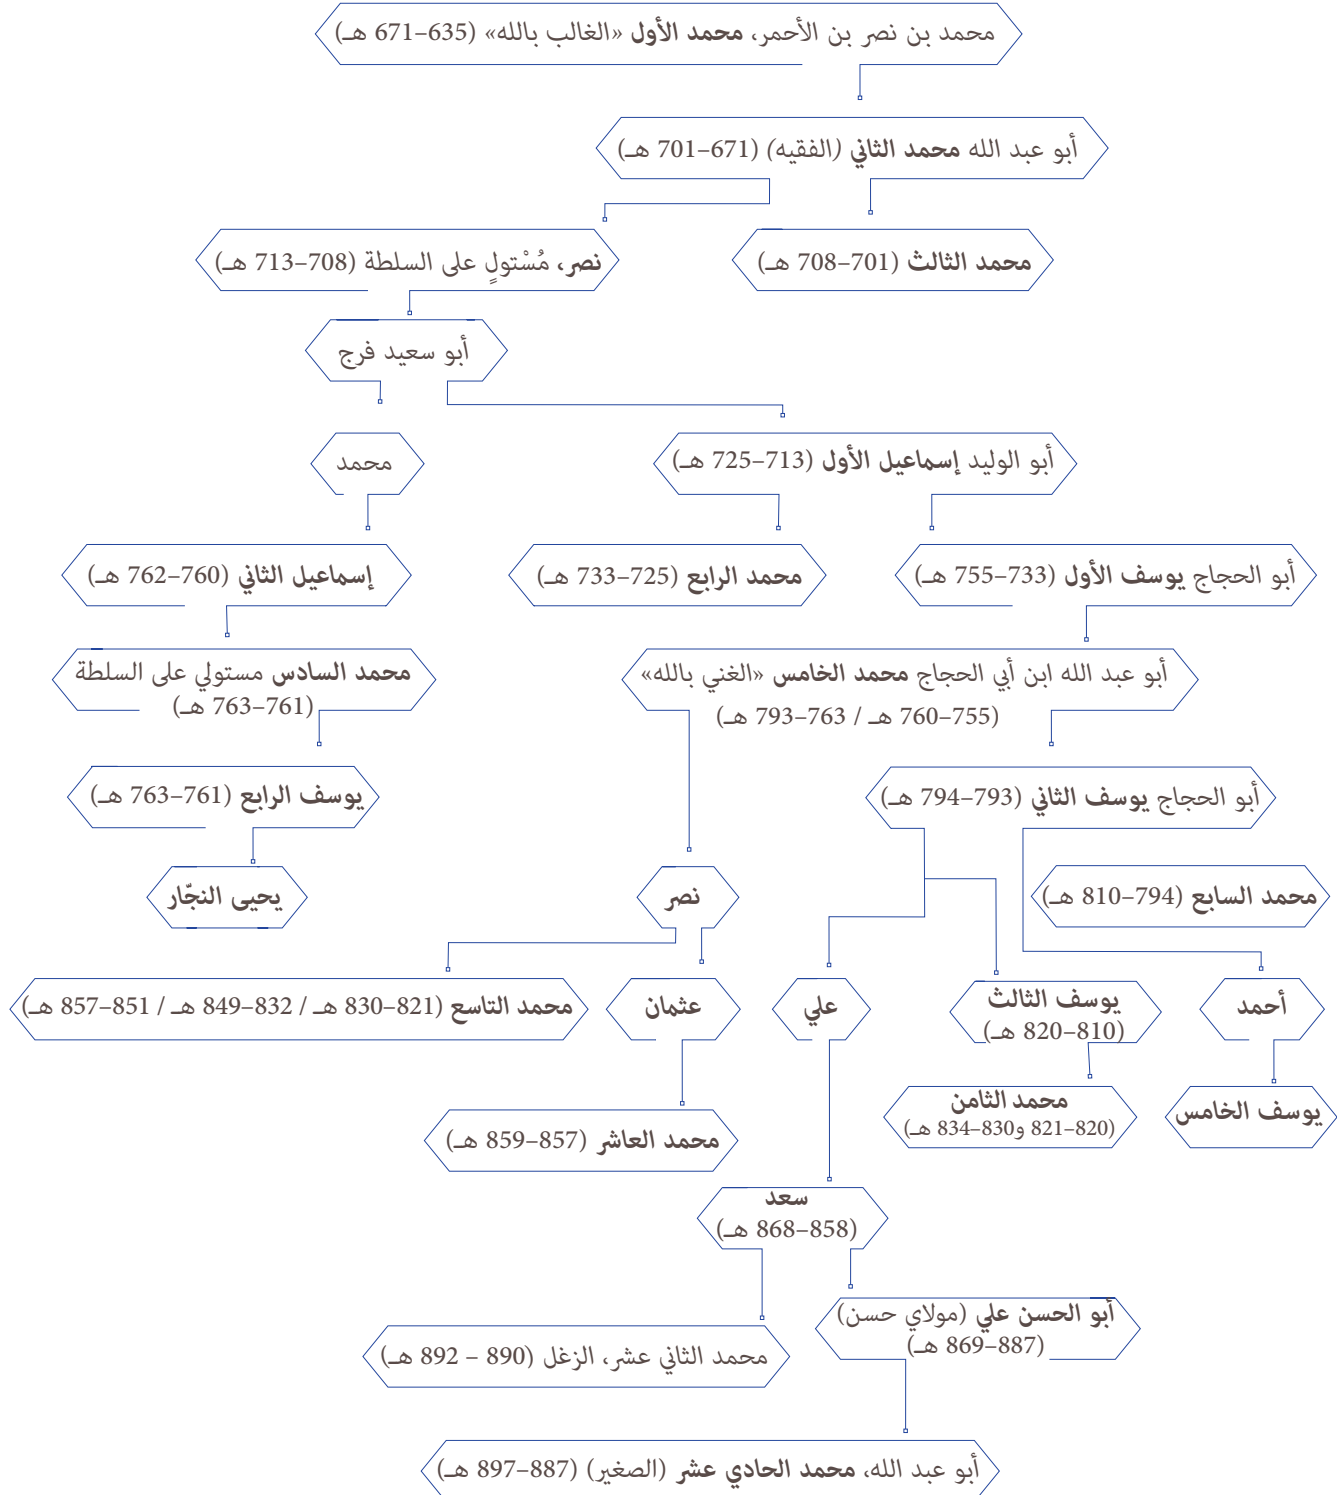 محمد بن نصر بن الأحمر، محمد الأول «الغالب بالله» (635–671 هـ)
أبو عبد الله محمد الثاني (الفقيه) (671–701 هـ)
محمد الثالث (701–708 هـ)
نصر، مُسْتولٍ على السلطة (708–713 هـ)
أبو سعيد فرج
أبو الوليد إسماعيل الأول (713–725 هـ)
محمد
أبو الحجاج يوسف الأول (733–755 هـ)
محمد الرابع (725–733 هـ)
إسماعيل الثاني (760–762 هـ)
أبو عبد الله ابن أبي الحجاج محمد الخامس «الغني بالله»
(755–760 هـ / 763–793 هـ)
محمد السادس مستولي على السلطة
(761–763 هـ)
أبو الحجاج يوسف الثاني (793–794 هـ)
يوسف الرابع (761–763 هـ)
محمد السابع (794–810 هـ)
نصر
يحيى النجّار
أحمد
يوسف الثالث
(810–820 هـ)
علي
عثمان
محمد التاسع (821–830 هـ / 832–849 هـ / 851–857 هـ)
يوسف الخامس
محمد الثامن
(820–821 و830–834 هـ)
محمد العاشر (857–859 هـ)
سعد
(858–868 هـ)
أبو الحسن علي (مولاي حسن)
(887–869 هـ)
محمد الثاني عشر، الزغل (890 – 892 هـ)
أبو عبد الله، محمد الحادي عشر (الصغير) (887–897 هـ)